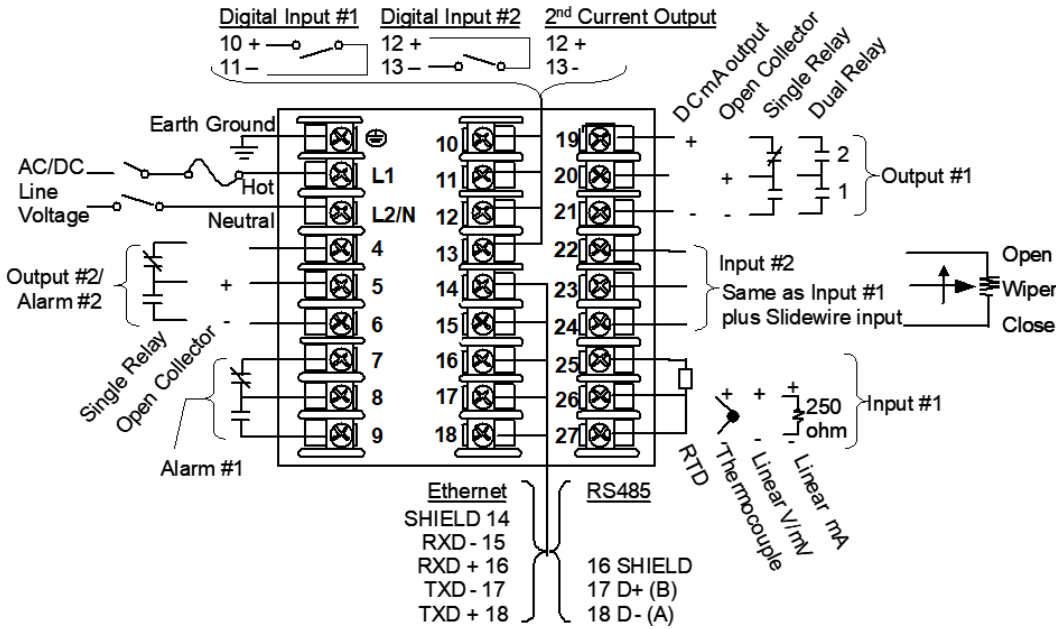 Digital Input #1
10 +
11 –
Digital Input #2
12 +
13 –
2nd Current Output
12 +
13 -
DC mA output
Open Collector
Single Relay
Dual Relay
Earth Ground
AC/DC
Line
Voltage
Hot
Neutral
L1
L2/N
4
5
6
7
8
9
10
11
12
13
14
15
16
17
18
19
20
21
22
23
24
25
26
27
+
-
+
-
2
1
Output #1
Output #2/
Alarm #2
+
-
Single Relay
Open Collector
Alarm #1
Input #2
Same as Input #1
plus Slidewire input
Open
Wiper
Close
+
-
+
-
+
250
ohm
-
Input #1
RTD
Thermocouple
Linear V/mV
Linear mA
Ethernet
SHIELD 14
RXD - 15
RXD + 16
TXD - 17
TXD + 18
RS485
16 SHIELD
17 D+ (B)
18 D- (A)